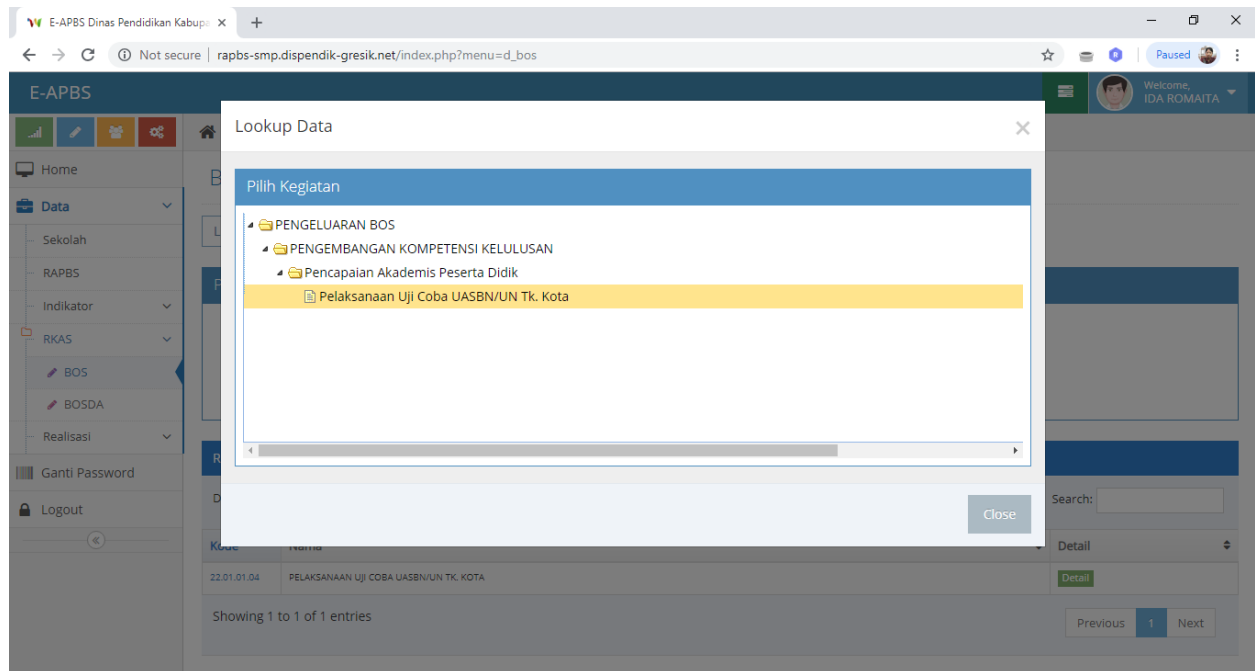 E-APBS Dinas Pendidikan Kabupa
Not secure | rapbs-smp.dispendik-gresik.net/index.php?menu=d_bos
R
Paused
E-APBS
Welcome,
IDA ROMAITA
Lookup Data
Home
B
Pilih Kegiatan
Data
PENGELUARAN BOS
L
Sekolah
PENGEMBANGAN KOMPETENSI KELULUSAN
RAPBS
Pencapaian Akademis Peserta Didik
P
Indikator
Pelaksanaan Uji Coba UASBN/UN Tk. Kota
RKAS
BOS
BOSDA
Realisasi
R
Ganti Password
D
Search:
Logout
Close
Kode
Nama
Detail
22.01.01.04
PELAKSANAAN UJI COBA UASBN/UN TK. KOTA
Detail
Showing 1 to 1 of 1 entries
Previous 1 Next